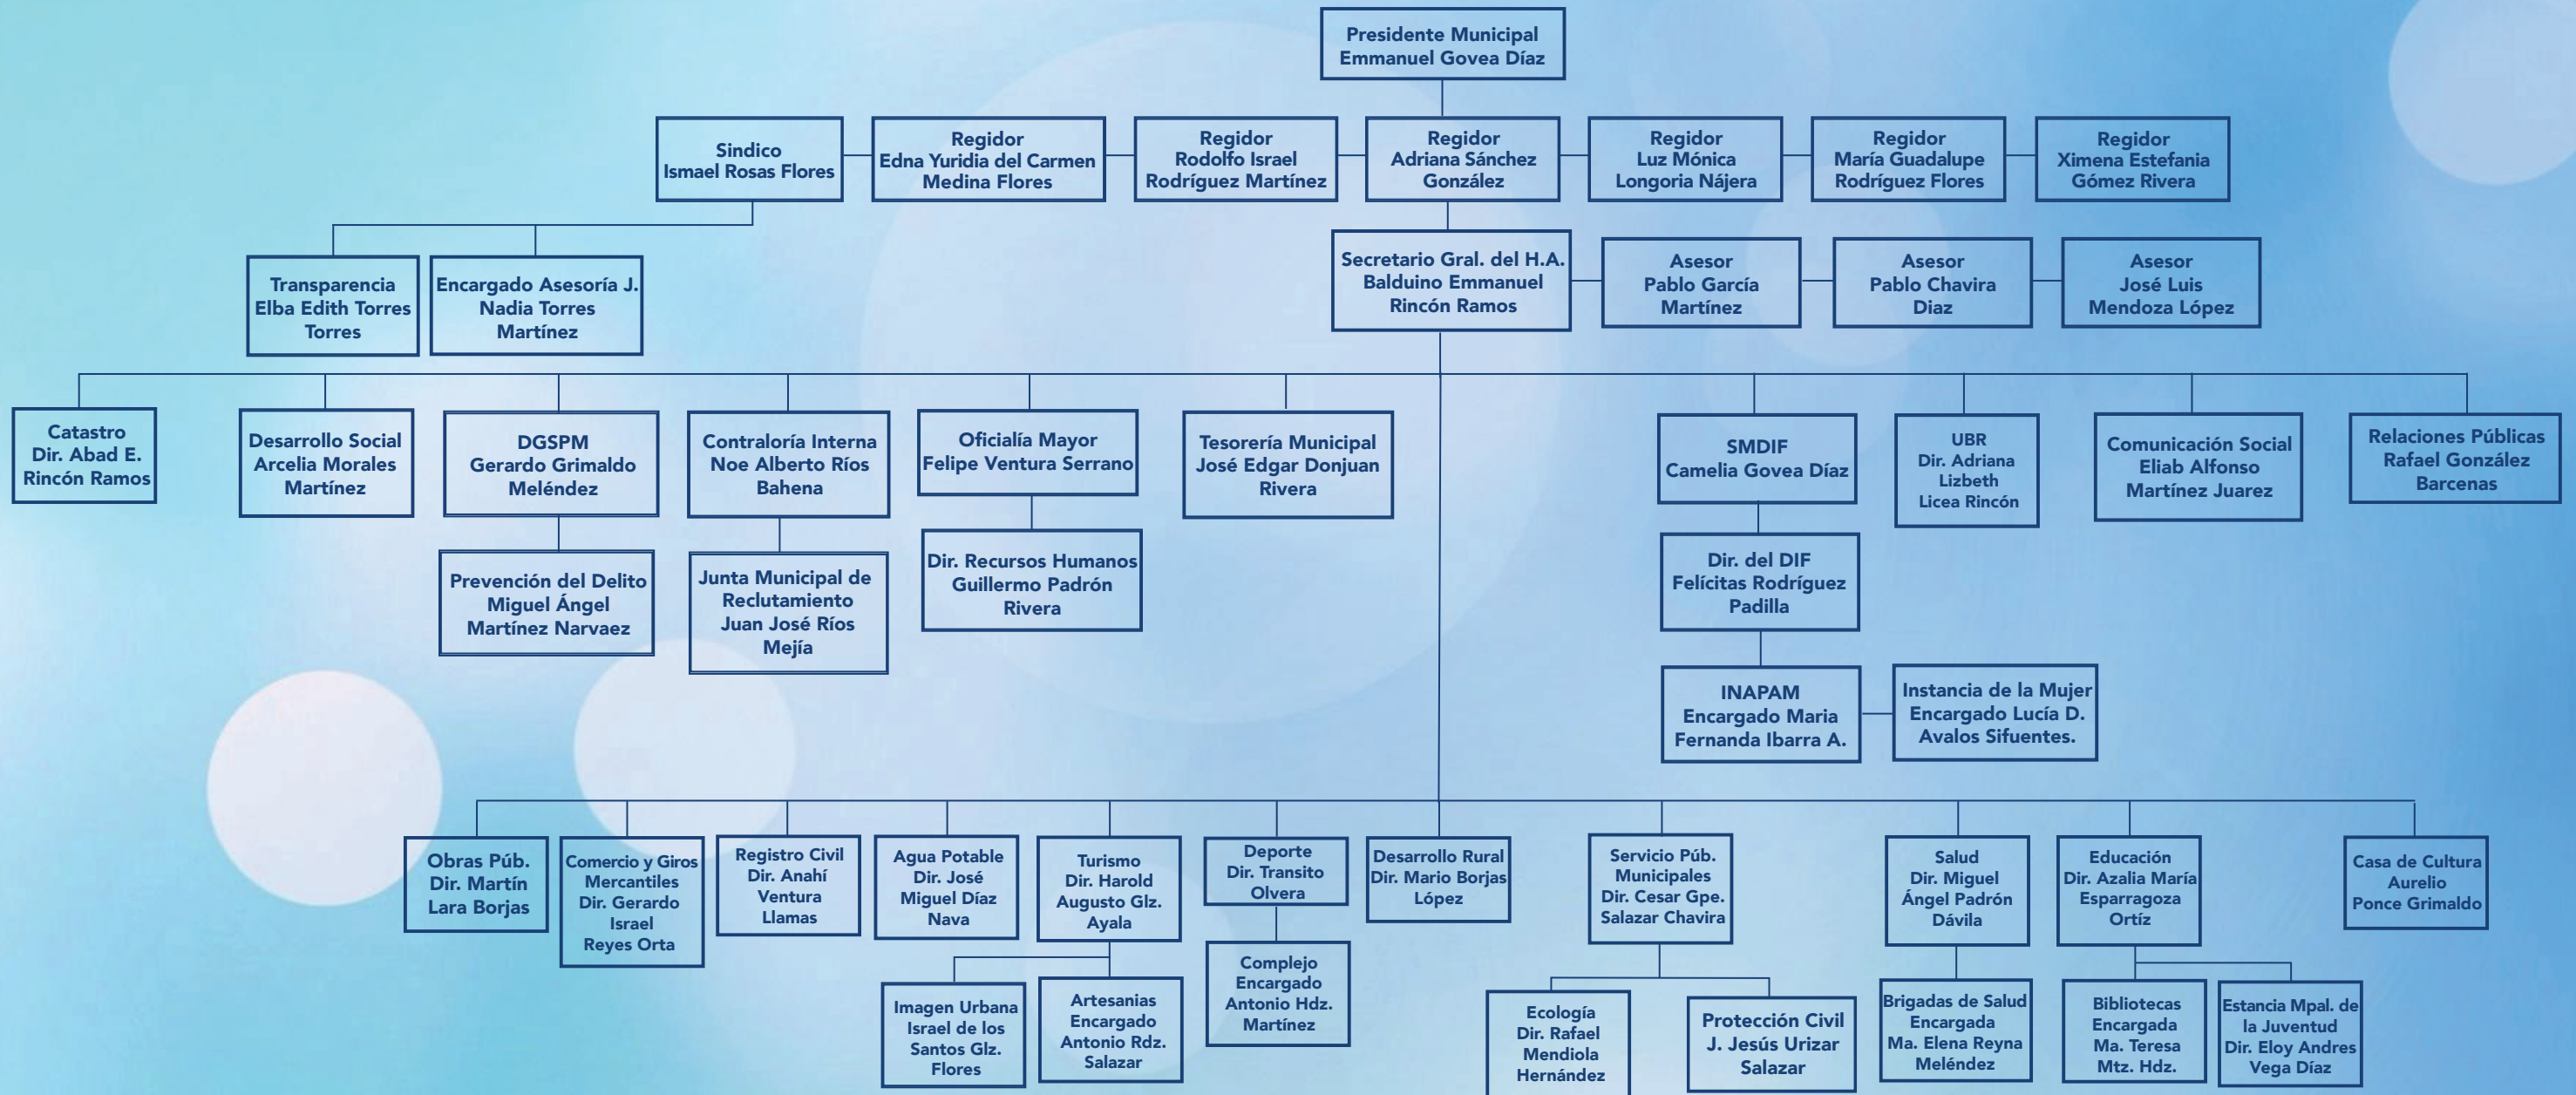 Presidente Municipal
Emmanuel Govea Díaz
Sindico
Ismael Rosas Flores
Regidor
Edna Yuridia del Carmen
Medina Flores
Regidor
Rodolfo Israel
Rodríguez Martínez
Regidor
Adriana Sánchez
González
Regidor
Luz Mónica
Longoria Nájera
Regidor
María Guadalupe
Rodríguez Flores
Regidor
Ximena Estefania
Gómez Rivera
Transparencia
Elba Edith Torres
Torres
Encargado Asesoría J.
Nadia Torres
Martínez
Secretario Gral. del H.A.
Balduino Emmanuel
Rincón Ramos
Asesor
Pablo García
Martínez
Asesor
Pablo Chavira
Diaz
Asesor
José Luis
Mendoza López
Catastro
Dir. Abad E.
Rincón Ramos
Desarrollo Social
Arcelia Morales
Martínez
DGSPM
Gerardo Grimaldo
Meléndez
Contraloría Interna
Noe Alberto Ríos
Bahena
Oficialía Mayor
Felipe Ventura Serrano
Tesorería Municipal
José Edgar Donjuan
Rivera
SMDIF
Camelia Govea Díaz
UBR
Dir. Adriana
Lizbeth
Licea Rincón
Comunicación Social
Eliab Alfonso
Martínez Juarez
Relaciones Públicas
Rafael González
Barcenas
Prevención del Delito
Miguel Ángel
Martínez Narvaez
Junta Municipal de
Reclutamiento
Juan José Ríos
Mejía
Dir. Recursos Humanos
Guillermo Padrón
Rivera
Dir. del DIF
Felícitas Rodríguez
Padilla
INAPAM
Encargado Maria
Fernanda Ibarra A.
Instancia de la Mujer
Encargado Lucía D.
Avalos Sifuentes.
Obras Púb.
Dir. Martín
Lara Borjas
Comercio y Giros
Mercantiles
Dir. Gerardo
Israel
Reyes Orta
Registro Civil
Dir. Anahí
Ventura
Llamas
Agua Potable
Dir. José
Miguel Díaz
Nava
Turismo
Dir. Harold
Augusto Glz.
Ayala
Deporte
Dir. Transito
Olvera
Desarrollo Rural
Dir. Mario Borjas
López
Servicio Púb.
Municipales
Dir. Cesar Gpe.
Salazar Chavira
Salud
Dir. Miguel
Ángel Padrón
Dávila
Educación
Dir. Azalia María
Esparragoza
Ortíz
Casa de Cultura
Aurelio
Ponce Grimaldo
Imagen Urbana
Israel de los
Santos Glz.
Flores
Artesanias
Encargado
Antonio Rdz.
Salazar
Complejo
Encargado
Antonio Hdz.
Martínez
Ecología
Dir. Rafael
Mendiola
Hernández
Protección Civil
J. Jesús Urizar
Salazar
Brigadas de Salud
Encargada
Ma. Elena Reyna
Meléndez
Bibliotecas
Encargada
Ma. Teresa
Mtz. Hdz.
Estancia Mpal. de
la Juventud
Dir. Eloy Andres
Vega Díaz